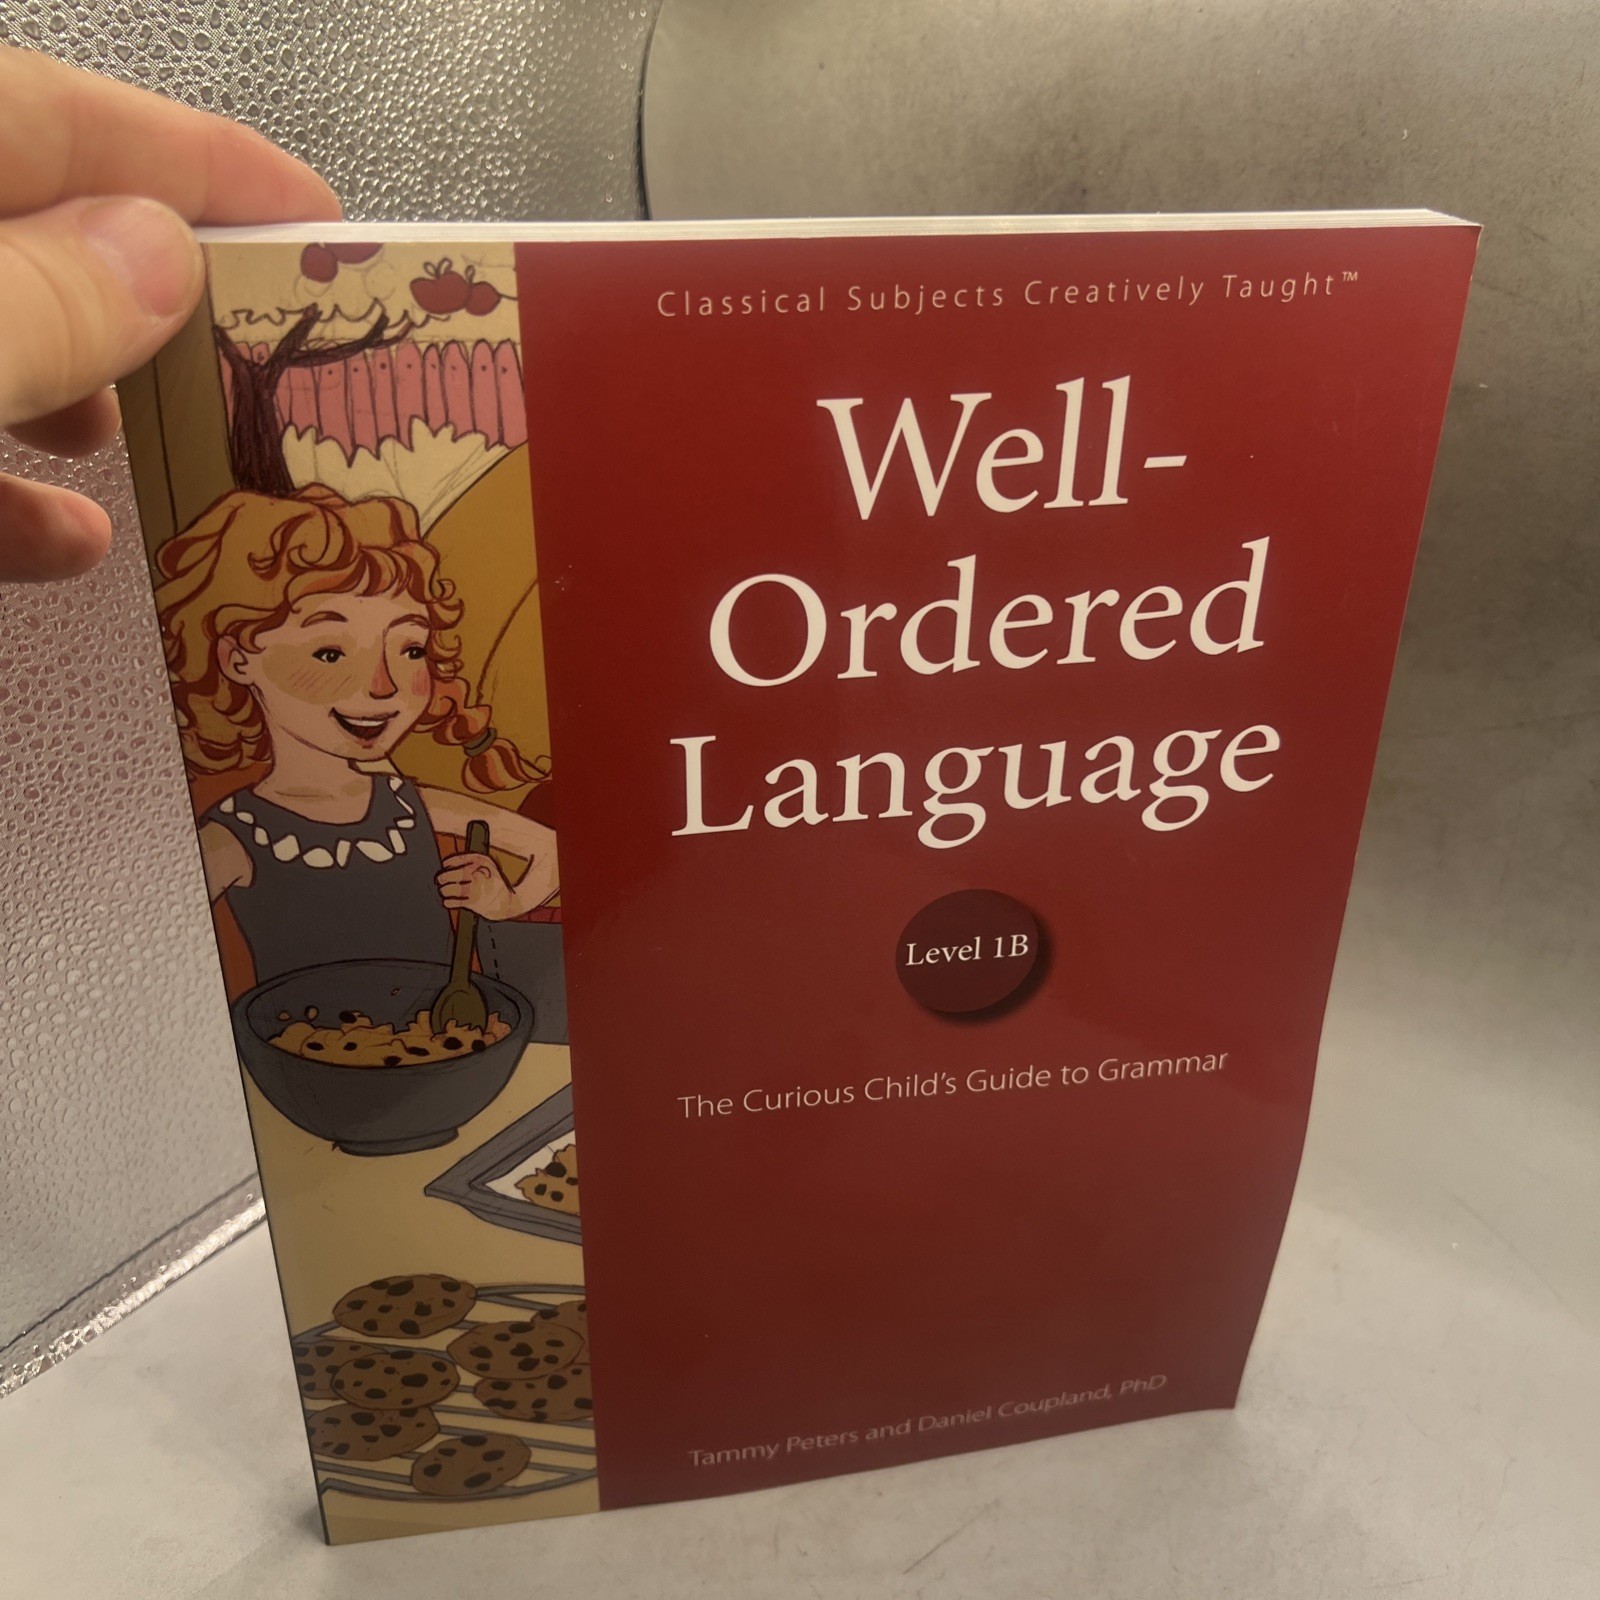 Classical Subjects Creatively Taught™
Well-
Ordered
Language
Level 1B
The Curious Child's Guide to Grammar
Tammy Peters and Daniel Coupland, PhD